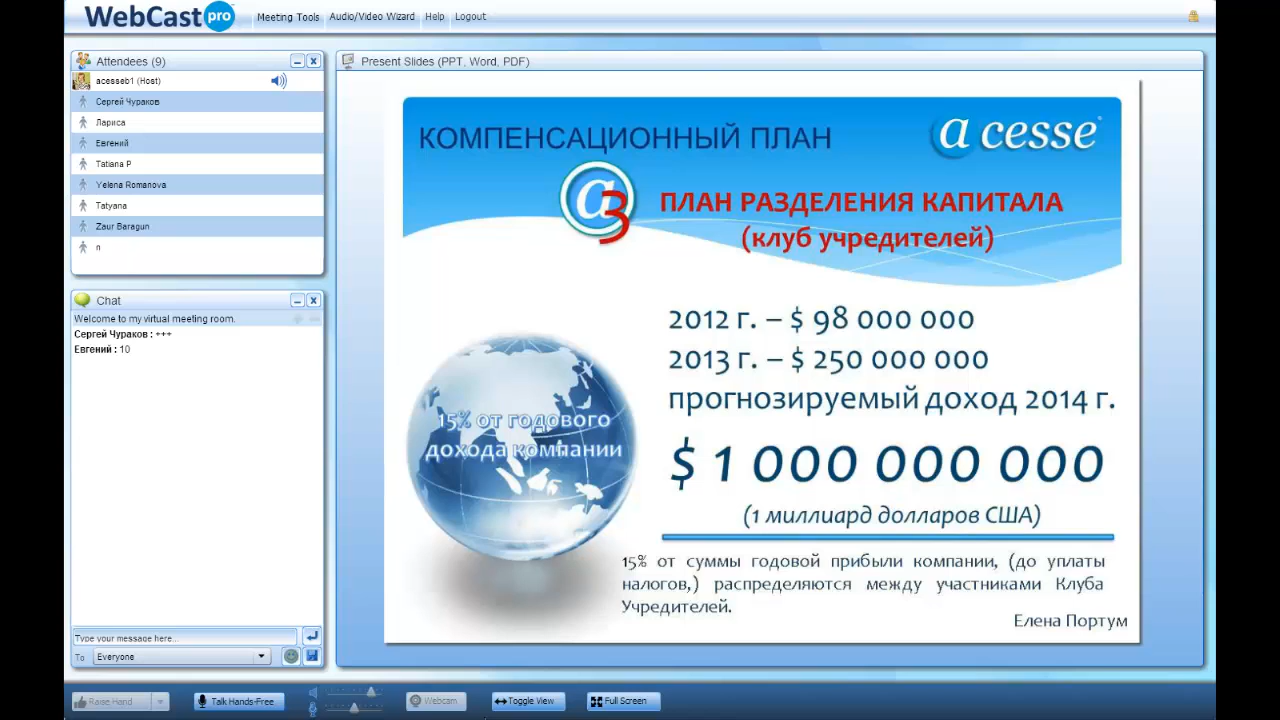 WebCast pro
Meeting Tools Audio/Video Wizard Help Logout
Attendees (9)
acesseb1 (Host)
Сергей Чураков
Лариса
Евгений
Tatiana P
Yelena Romanova
Tatyana
Zaur Baragun
n
Chat
Welcome to my virtual meeting room.
Сергей Чураков : +++
Евгений : 10
Type your message here...
To Everyone
Present Slides (PPT, Word, PDF)
КОМПЕНСАЦИОННЫЙ ПЛАН
a cesse®
a3
ПЛАН РАЗДЕЛЕНИЯ КАПИТАЛА
(клуб учредителей)
2012 г. – $ 98 000 000
2013 г. – $ 250 000 000
прогнозируемый доход 2014 г.
$ 1 000 000 000
(1 миллиард долларов США)
15% от годового
дохода компании
15% от суммы годовой прибыли компании, (до уплаты
налогов,) распределяются между участниками Клуба
Учредителей.
Елена Портум
Raise Hand Talk Hands-Free Webcam Toggle View Full Screen